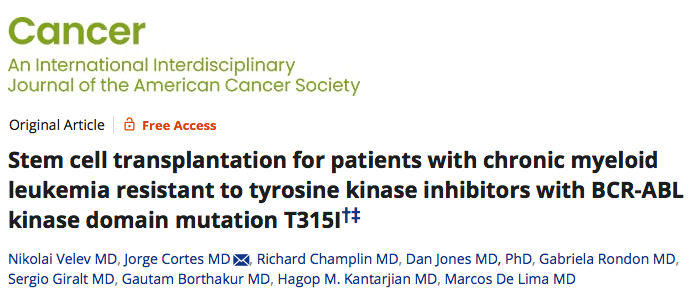 Cancer
An International Interdisciplinary
Journal of the American Cancer Society
Original Article Free Access
Stem cell transplantation for patients with chronic myeloid
leukemia resistant to tyrosine kinase inhibitors with BCR-ABL
kinase domain mutation T315I†‡
Nikolai Velev MD, Jorge Cortes MD, Richard Champlin MD, Dan Jones MD, PhD, Gabriela Rondon MD,
Sergio Giralt MD, Gautam Borthakur MD, Hagop M. Kantarjian MD, Marcos De Lima MD